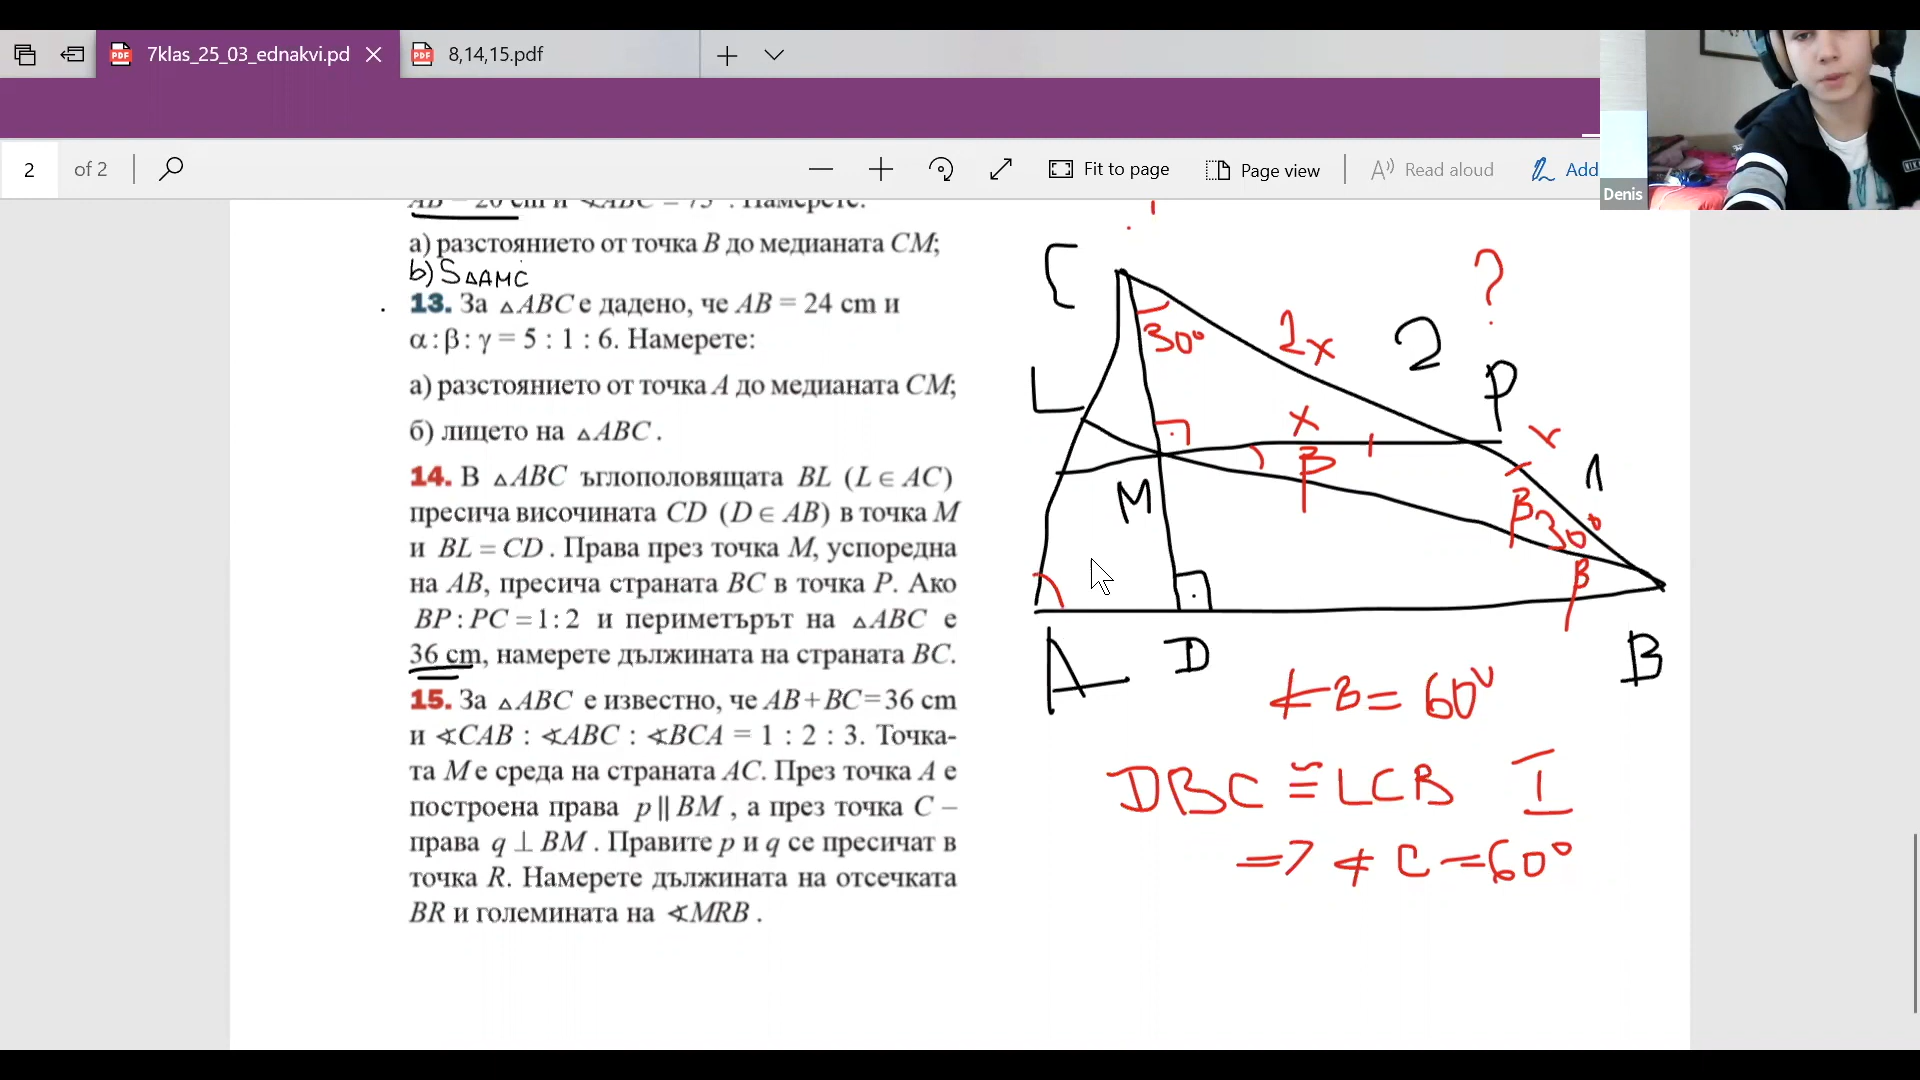 7klas_25_03_ednakvi.pd
8,14,15.pdf
2 of 2
Fit to page
Page view
Read aloud
Add
Denis
AB = 20 cm и ∢ABC = 75° . Намерете:
а) разстоянието от точка B до медианата CM;
b) S△AMC
13. За △ABC е дадено, че AB = 24 cm и
α : β : γ = 5 : 1 : 6. Намерете:
а) разстоянието от точка A до медианата CM;
б) лицето на △ABC .
14. В △ABC ъглополовящата BL (L ∈ AC)
пресича височината CD (D ∈ AB) в точка M
и BL = CD . Права през точка M, успоредна
на AB, пресича страната BC в точка P. Ако
BP : PC = 1 : 2 и периметърът на △ABC е
36 cm, намерете дължината на страната BC.
15. За △ABC е известно, че AB + BC = 36 cm
и ∢CAB : ∢ABC : ∢BCA = 1 : 2 : 3. Точка-
та M е среда на страната AC. През точка A е
построена права p || BM , а през точка C –
права q ⊥ BM . Правите p и q се пресичат в
точка R. Намерете дължината на отсечката
BR и големината на ∢MRB .
C
?
30°
2x
2
L
P
x
x
β
1
M
β
30°
β
A
D
B
∢B = 60°
DBC ≅ LCB I
=> ∢ C = 60°